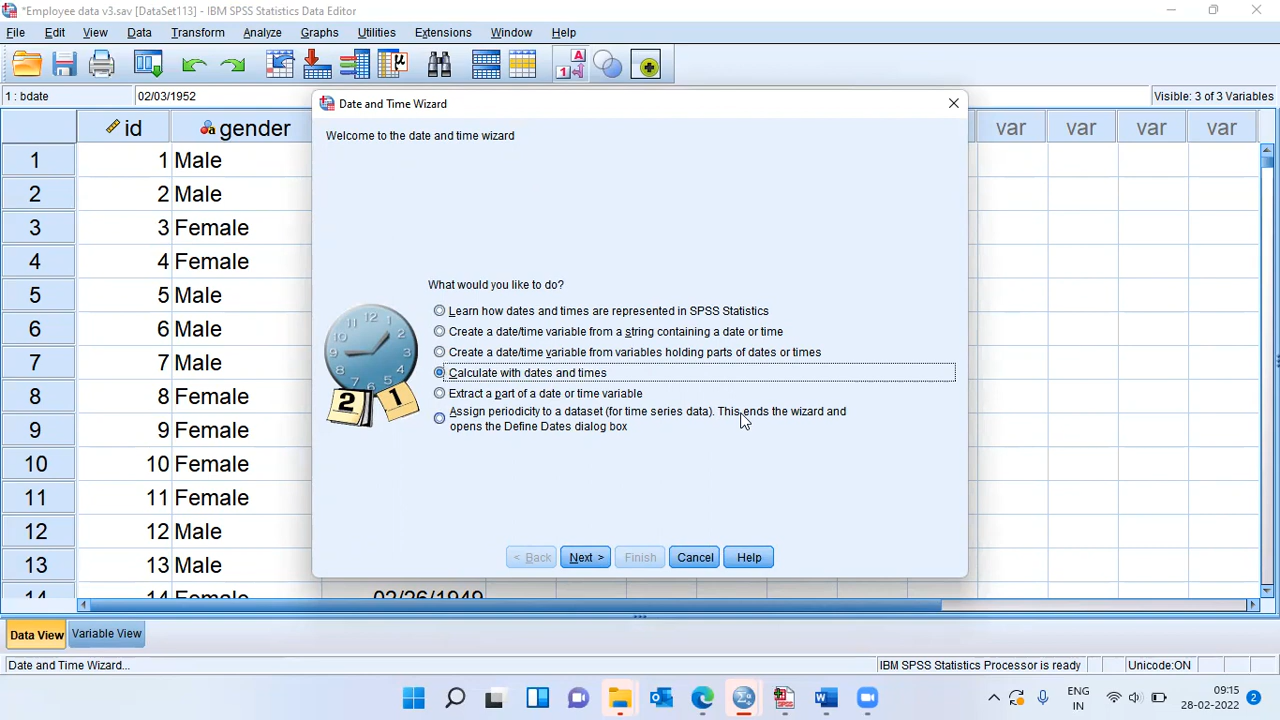 *Employee data v3.sav [DataSet113] - IBM SPSS Statistics Data Editor
File Edit View Data Transform Analyze Graphs Utilities Extensions Window Help
1 : bdate 02/03/1952 Visible: 3 of 3 Variables
id gender var var var var
1 1 Male
2 2 Male
3 3 Female
4 4 Female
5 5 Male
6 6 Male
7 7 Male
8 8 Female
9 9 Female
10 10 Female
11 11 Female
12 12 Male
13 13 Male
14 14 Female 02/26/1949
Date and Time Wizard
Welcome to the date and time wizard
What would you like to do?
Learn how dates and times are represented in SPSS Statistics
Create a date/time variable from a string containing a date or time
Create a date/time variable from variables holding parts of dates or times
Calculate with dates and times
Extract a part of a date or time variable
Assign periodicity to a dataset (for time series data). This ends the wizard and
opens the Define Dates dialog box
< Back Next > Finish Cancel Help
Data View Variable View
Date and Time Wizard... IBM SPSS Statistics Processor is ready Unicode:ON
ENG
IN
09:15
28-02-2022
2